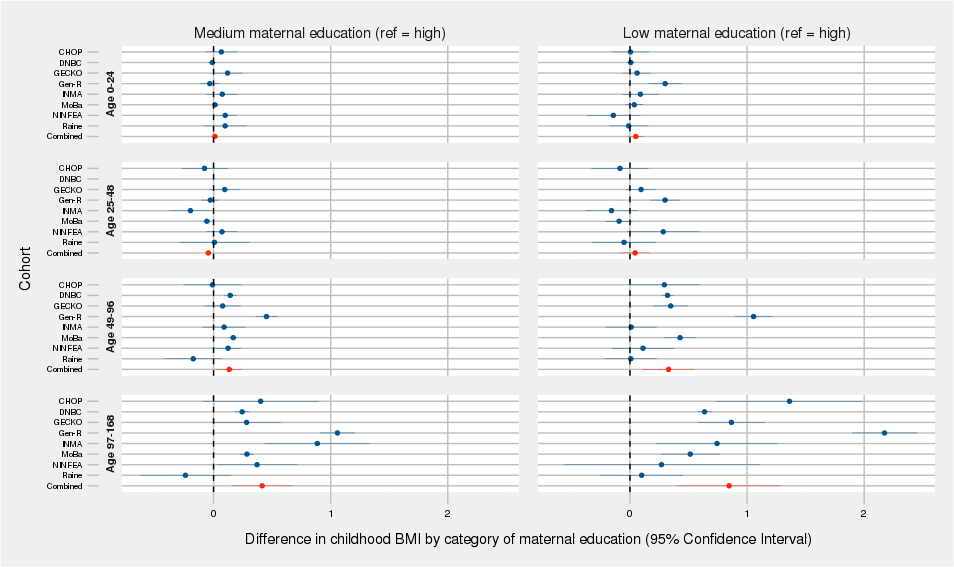 Medium maternal education (ref = high)
Low maternal education (ref = high)
Cohort
Age 0-24
CHOP
DNBC
GECKO
Gen-R
INMA
MoBa
NINFEA
Raine
Combined
Age 25-48
CHOP
DNBC
GECKO
Gen-R
INMA
MoBa
NINFEA
Raine
Combined
Age 49-96
CHOP
DNBC
GECKO
Gen-R
INMA
MoBa
NINFEA
Raine
Combined
Age 97-168
CHOP
DNBC
GECKO
Gen-R
INMA
MoBa
NINFEA
Raine
Combined
0 1 2
0 1 2
Difference in childhood BMI by category of maternal education (95% Confidence Interval)